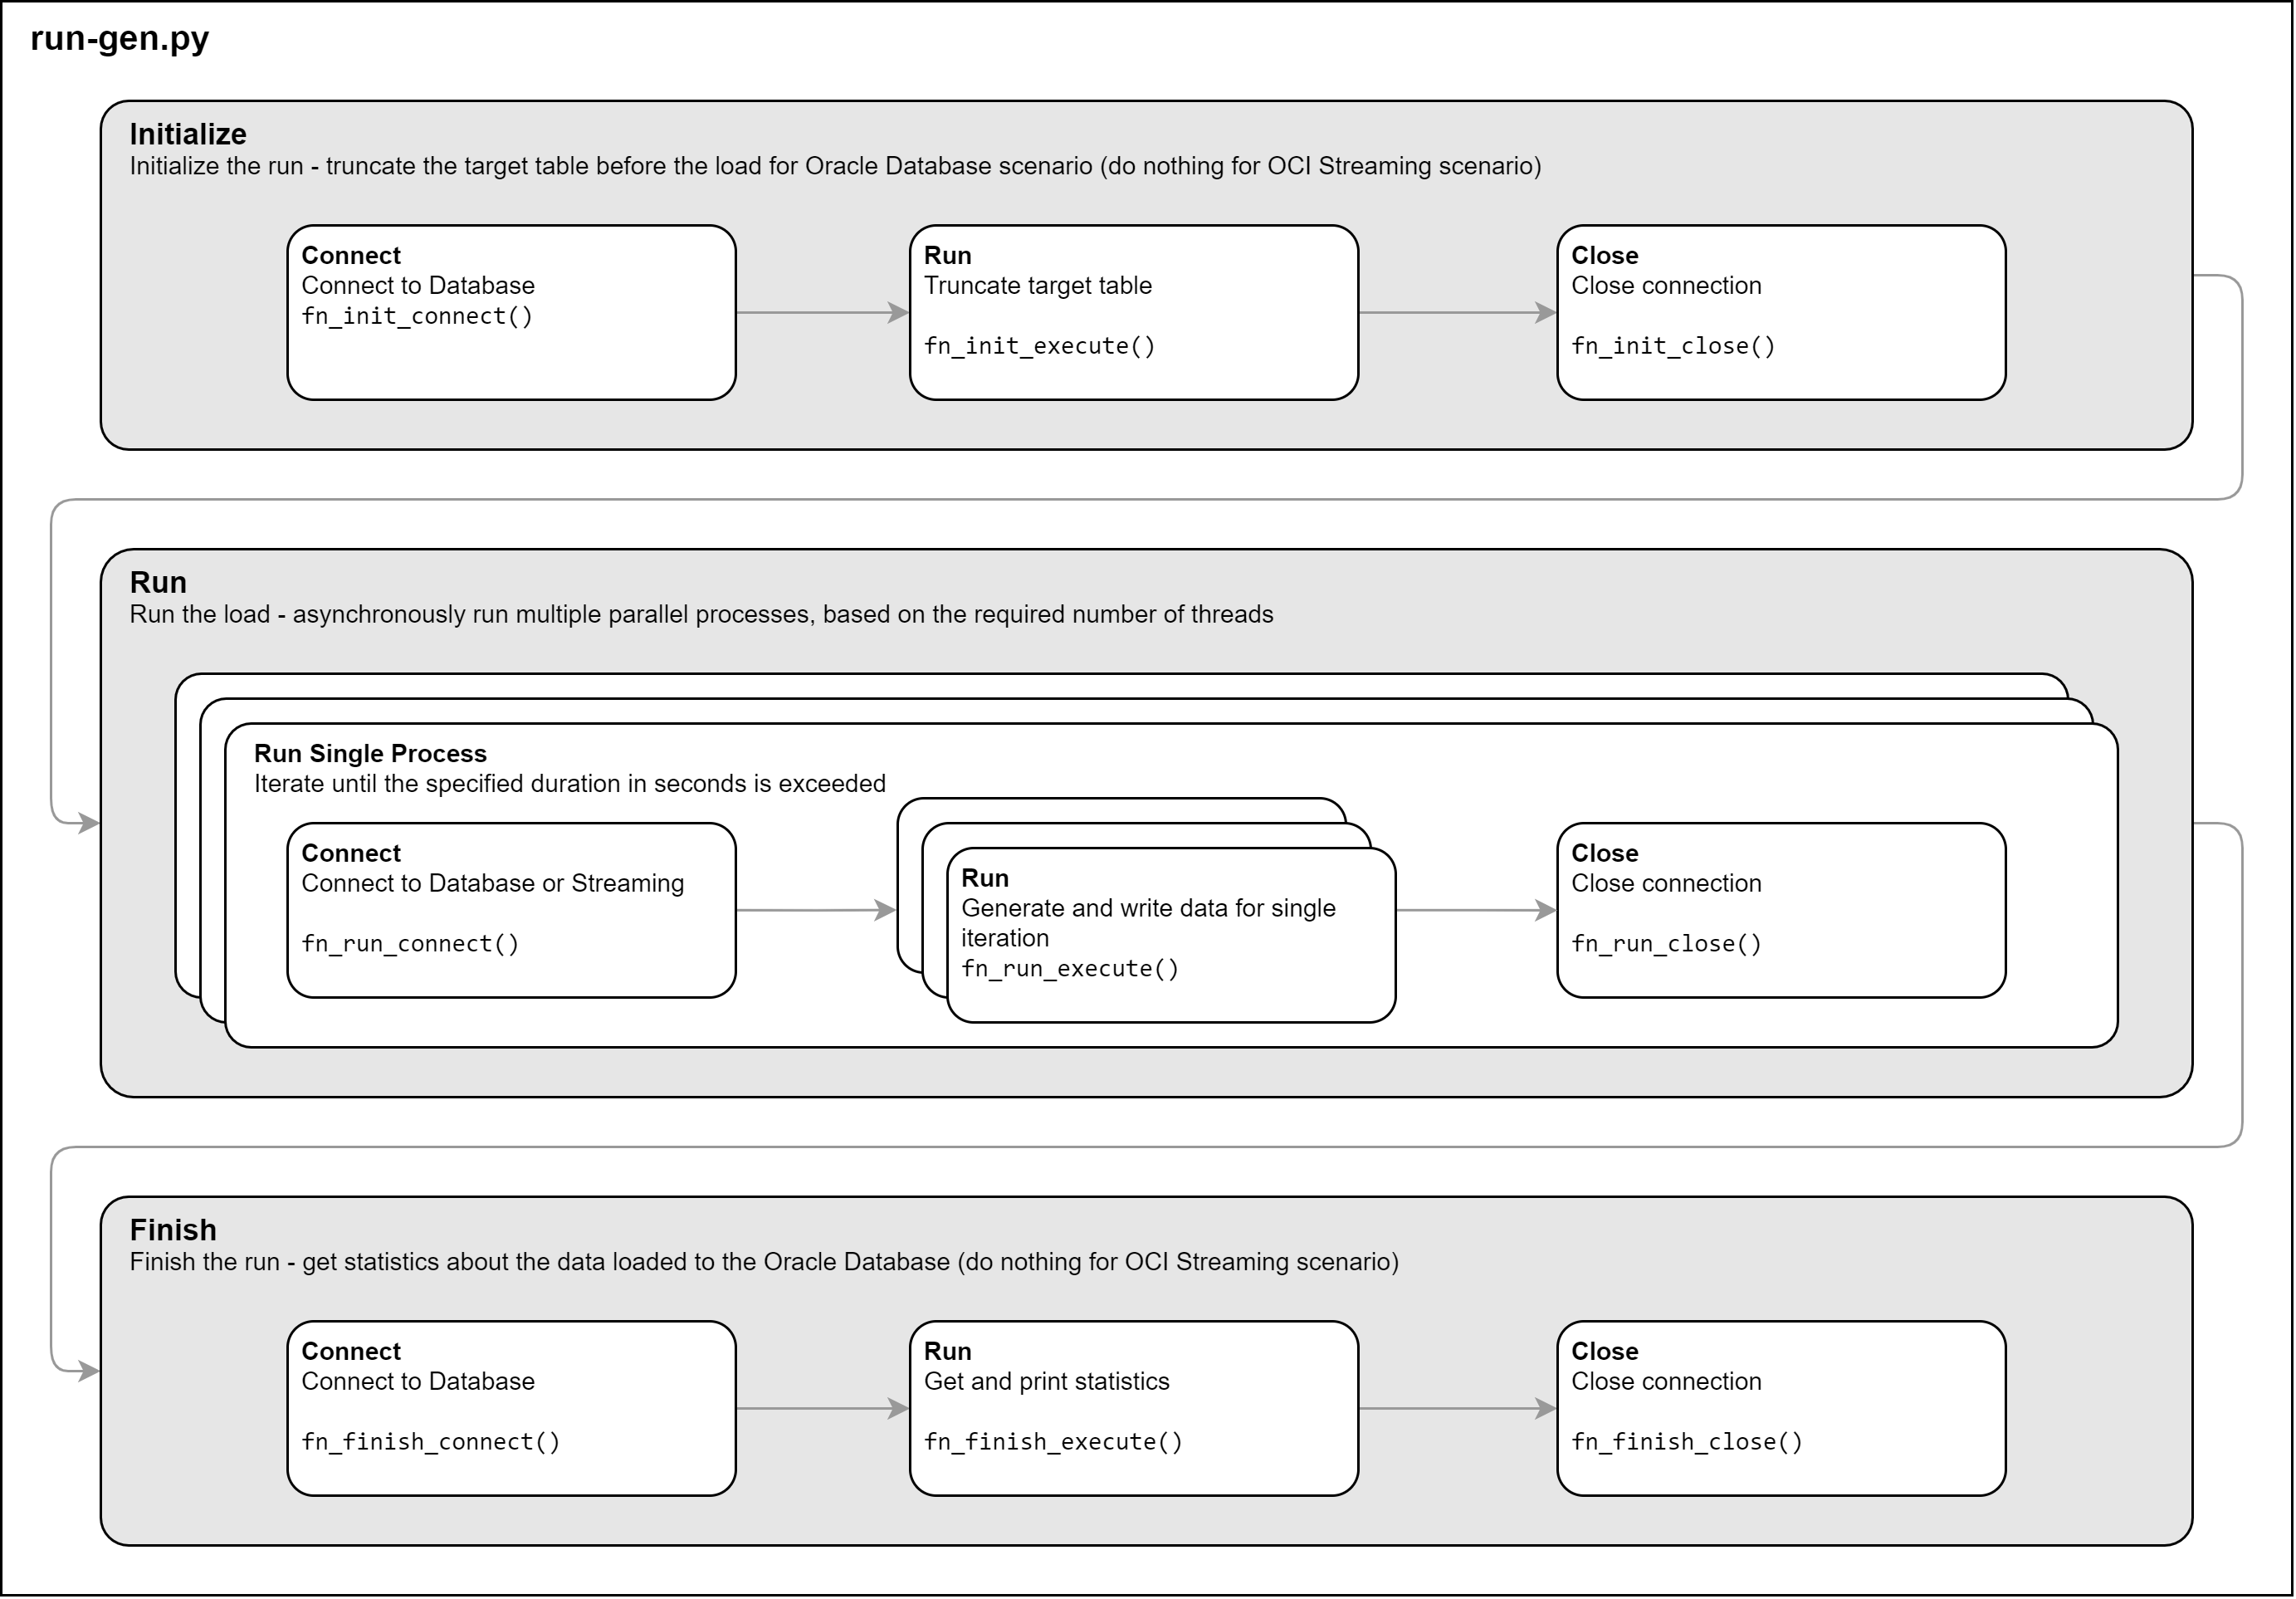 run-gen.py
Initialize
Initialize the run - truncate the target table before the load for Oracle Database scenario (do nothing for OCI Streaming scenario)
Connect
Connect to Database
fn_init_connect()
Run
Truncate target table
fn_init_execute()
Close
Close connection
fn_init_close()
Run
Run the load - asynchronously run multiple parallel processes, based on the required number of threads
Run Single Process
Iterate until the specified duration in seconds is exceeded
Connect
Connect to Database or Streaming
fn_run_connect()
Run
Generate and write data for single
iteration
fn_run_execute()
Close
Close connection
fn_run_close()
Finish
Finish the run - get statistics about the data loaded to the Oracle Database (do nothing for OCI Streaming scenario)
Connect
Connect to Database
fn_finish_connect()
Run
Get and print statistics
fn_finish_execute()
Close
Close connection
fn_finish_close()